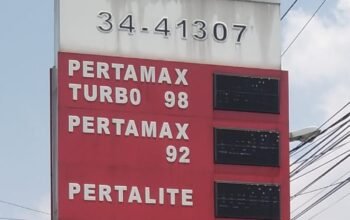 34-41307
PERTAMAX
TURBO 98
PERTAMAX
92
PERTALITE